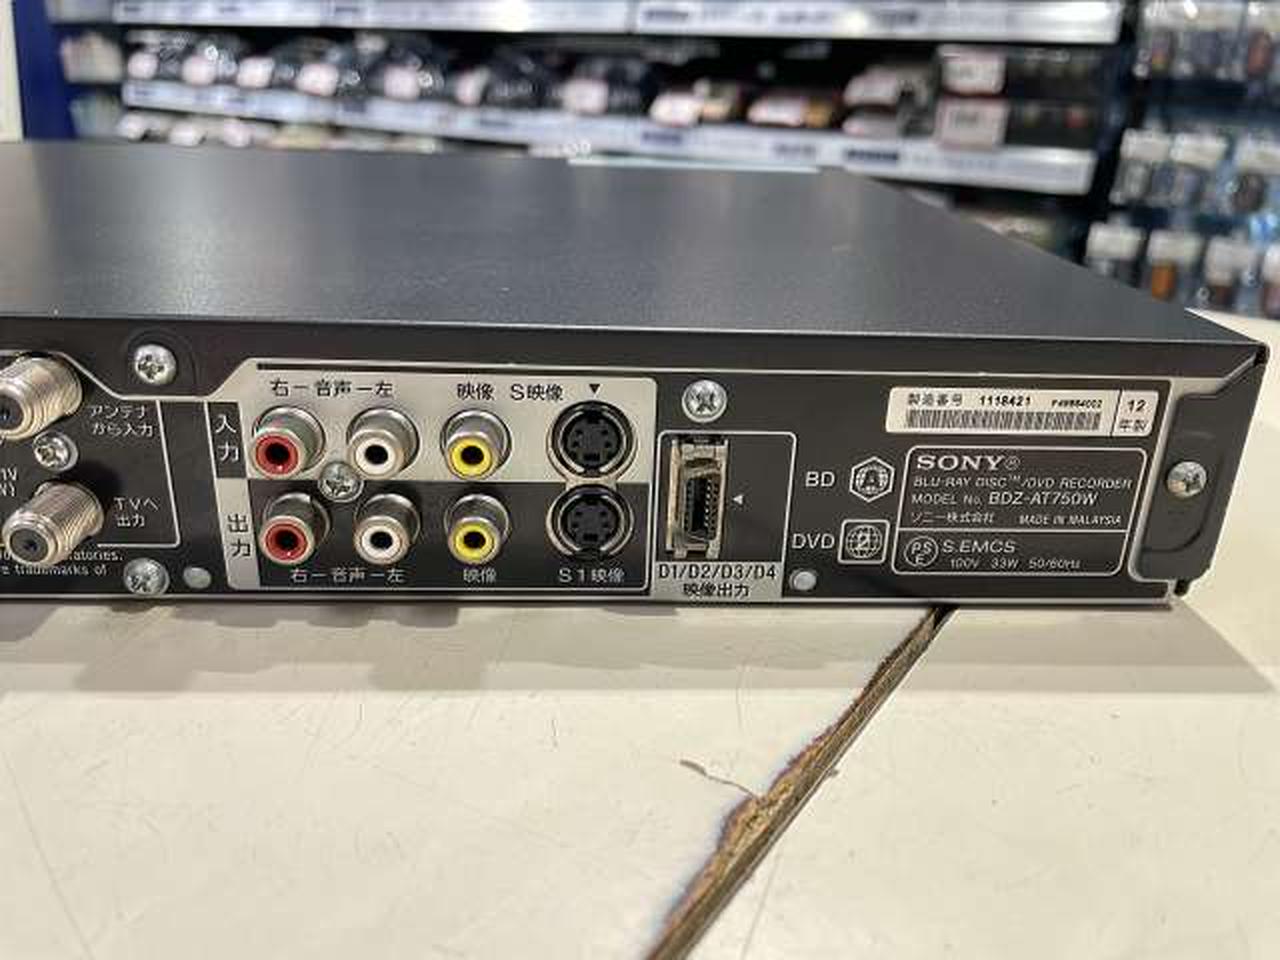 アンテナ
から入力
TVへ
出力
atories.
e trademarks of
入力
右－音声－左
映像
S映像
出力
右－音声－左
映像
S1映像
D1/D2/D3/D4
映像出力
製造番号 1118421
12
年製
BD
DVD
SONY®
BLU-RAY DISC™/DVD RECORDER
MODEL No. BDZ-AT750W
ソニー株式会社 MADE IN MALAYSIA
PSE
S.EMCS
100V 33W 50/60Hz